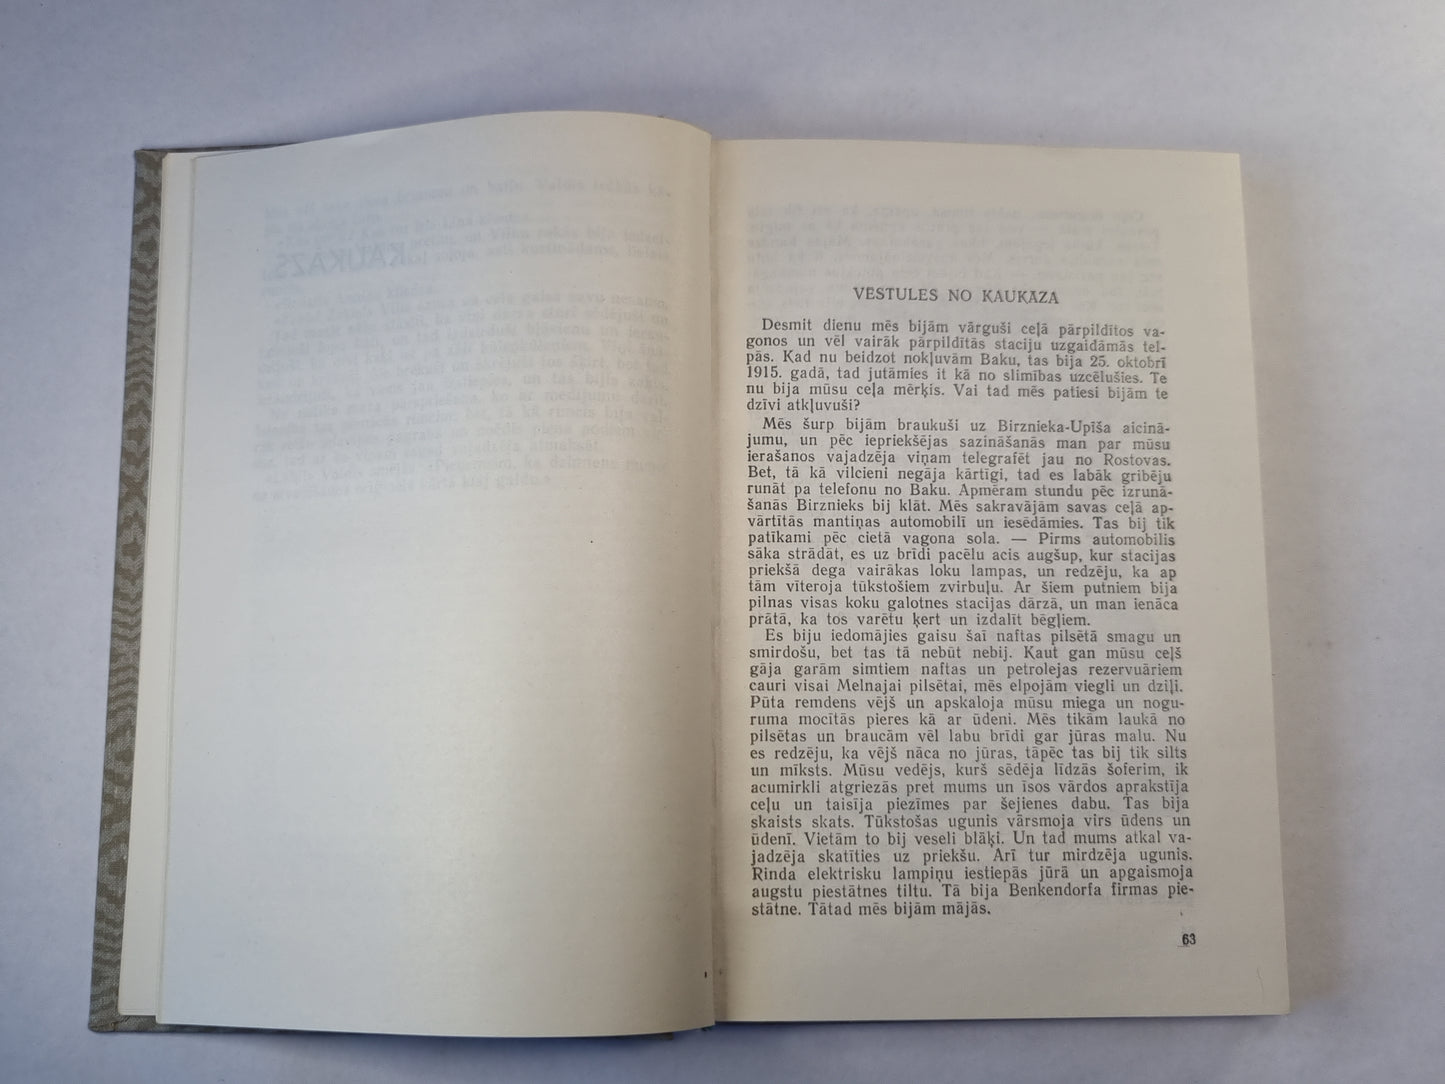 KAUKĀZS
VĒSTULES NO KAUKĀZA
Desmit dienu mēs bijām vārguši ceļā pārpildītos va-
gonos un vēl vairāk pārpildītās staciju uzgaidāmās tel-
pās. Kad nu beidzot nokļuvām Baku, tas bija 25. oktobrī
1915. gadā, tad jutāmies it kā no slimības uzcēlušies. Te
nu bija mūsu ceļa mērķis. Vai tad mēs patiesi bijām te
dzīvi atkļuvuši?
Mēs šurp bijām braukuši uz Birznieka-Upīša aicinā-
jumu, un pēc iepriekšējas sazināšanās man par mūsu
ierašanos vajadzēja viņam telegrafēt jau no Rostovas.
Bet, tā kā vilcieni negāja kārtīgi, tad es labāk gribēju
runāt pa telefonu no Baku. Apmēram stundu pēc izrunā-
šanās Birznieks bij klāt. Mēs sakravājām savas ceļā ap-
vārtītās mantiņas automobilī un iesēdāmies. Tas bij tik
patīkami pēc cietā vagona sola. — Pirms automobilis
sāka strādāt, es uz brīdi pacēlu acis augšup, kur stacijas
priekšā dega vairākas loku lampas, un redzēju, ka ap
tām viteroja tūkstošiem zvirbuļu. Ar šiem putniem bija
pilnas visas koku galotnes stacijas dārzā, un man ienāca
prātā, ka tos varētu ķert un izdalīt bēgļiem.
Es biju iedomājies gaisu šai naftas pilsētā smagu un
smirdošu, bet tas tā nebūt nebij. Kaut gan mūsu ceļš
gāja garām simtiem naftas un petrolejas rezervuāriem
cauri visai Melnajai pilsētai, mēs elpojām viegli un dziļi.
Pūta remdens vējš un apskaloja mūsu miega un nogu-
ruma mocītās pieres kā ar ūdeni. Mēs tikām laukā no
pilsētas un braucām vēl labu brīdi gar jūras malu. Nu
es redzēju, ka vējš nāca no jūras, tāpēc tas bij tik silts
un mīksts. Mūsu vedējs, kurš sēdēja līdzās šoferim, ik
acumirkli atgriezās pret mums un īsos vārdos aprakstīja
ceļu un taisīja piezīmes par šejienes dabu. Tas bija
skaists skats. Tūkstošas ugunis vārsmoja virs ūdens un
ūdenī. Vietām to bij veseli blāķi. Un tad mums atkal va-
jadzēja skatīties uz priekšu. Arī tur mirdzēja ugunis.
Rinda elektrisku lampiņu iestiepās jūrā un apgaismoja
augstu piestātnes tiltu. Tā bija Benkendorfa firmas pie-
stātne. Tātad mēs bijām mājās.
63